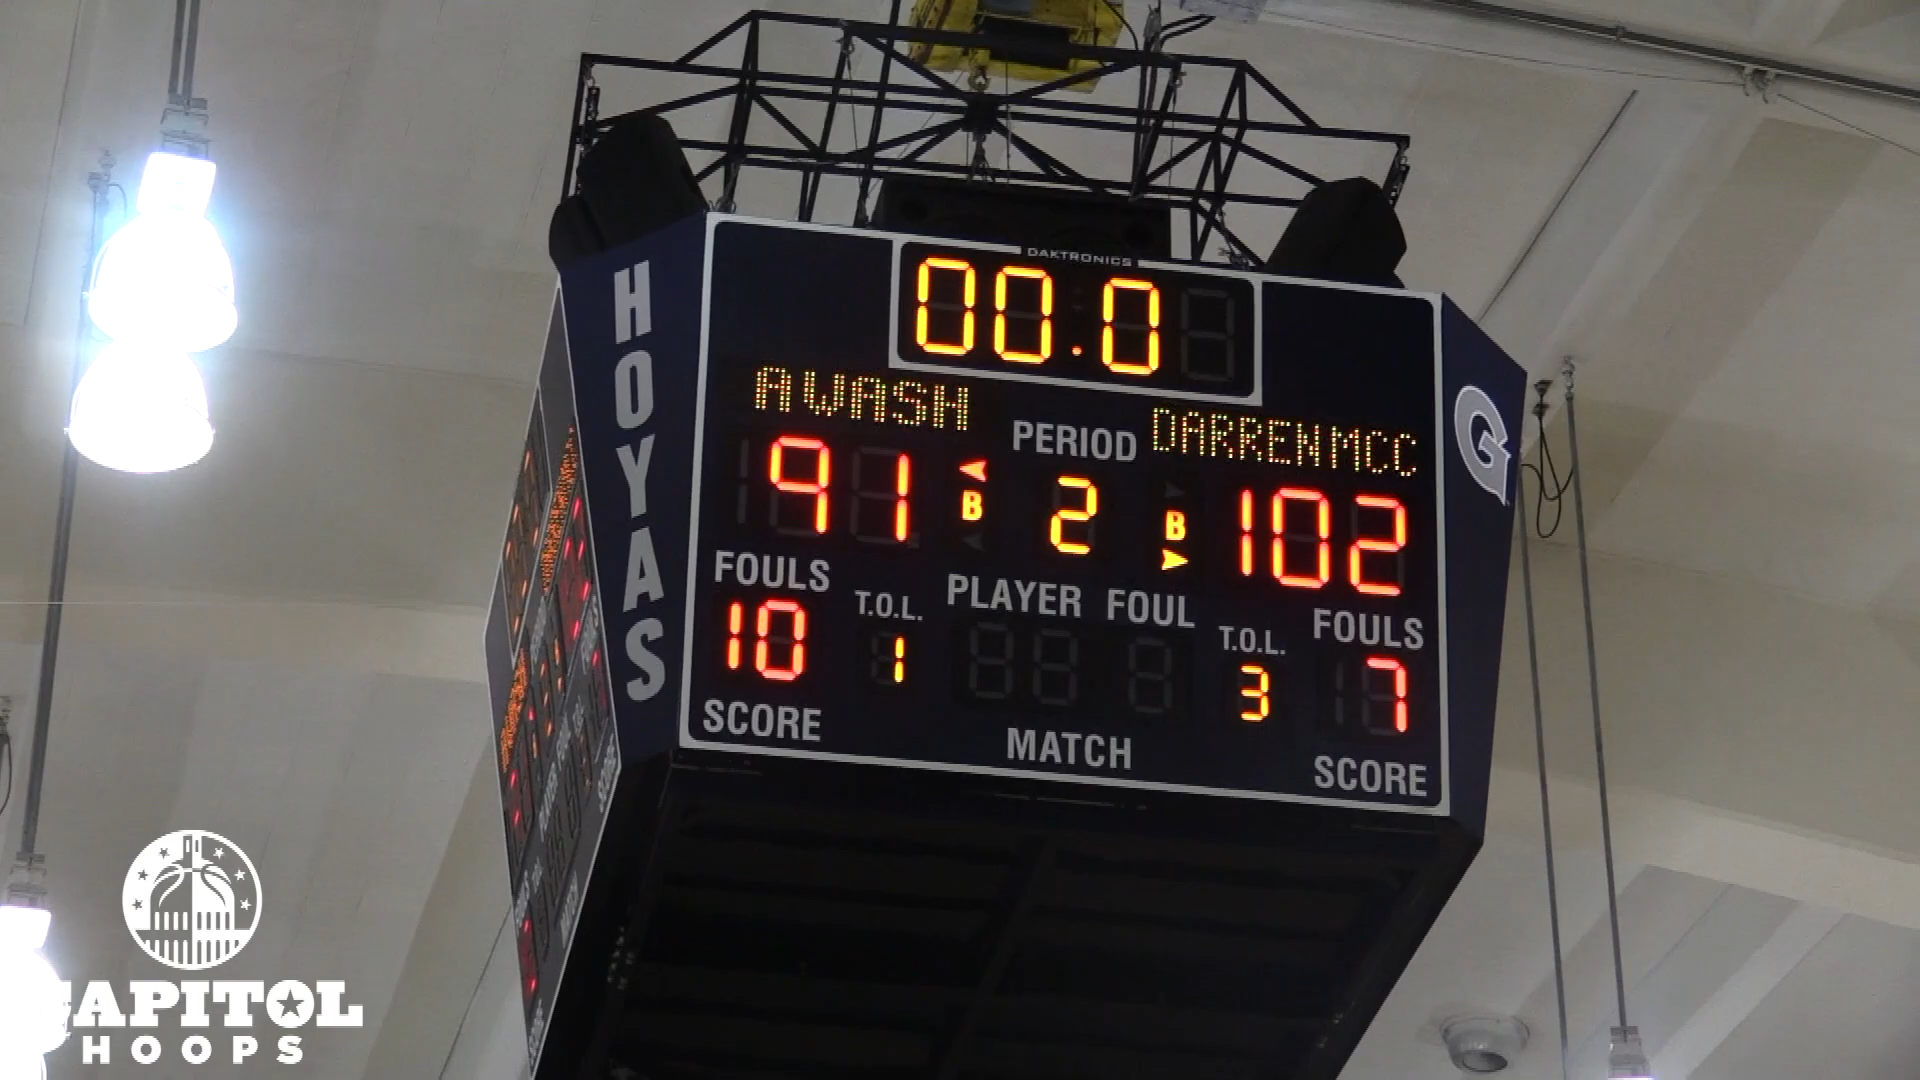 DAKTRONICS
00.0
HOYAS
G
A WASH
PERIOD
DARREN MCC
91
B
2
B
102
FOULS
T.O.L.
PLAYER FOUL
T.O.L.
FOULS
10
1
3
7
SCORE
MATCH
SCORE
CAPITOL
HOOPS